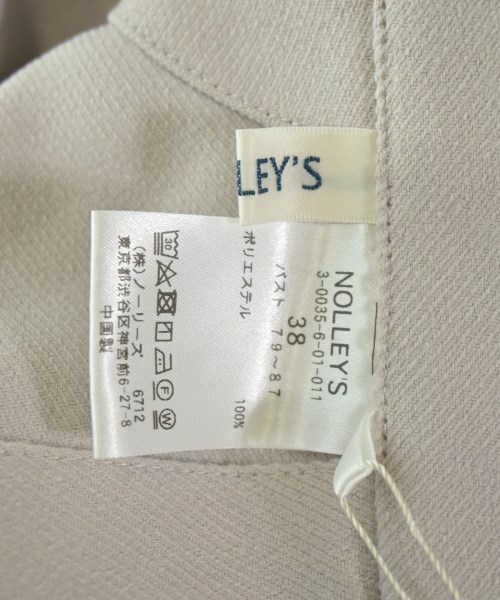 LLEY'S
NOLLEY'S
3-0035-6-01-011
38
バスト 79~87
ポリエステル 100%
30
(株)ノーリーズ 6712
東京都渋谷区神宮前6-27-8
中国製